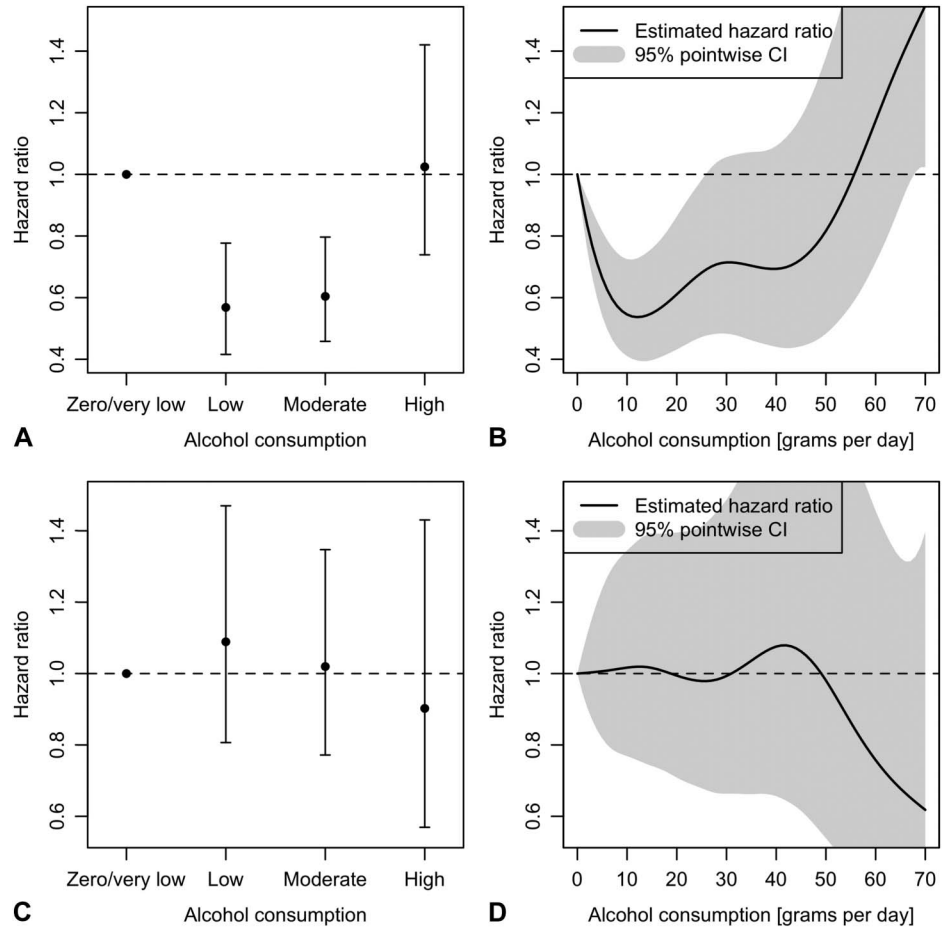 Hazard ratio
0.4 0.6 0.8 1.0 1.2 1.4
Zero/very low Low Moderate High
A
Alcohol consumption
Estimated hazard ratio
95% pointwise CI
Hazard ratio
0.4 0.6 0.8 1.0 1.2 1.4
0 10 20 30 40 50 60 70
B
Alcohol consumption [grams per day]
Hazard ratio
0.6 0.8 1.0 1.2 1.4
Zero/very low Low Moderate High
C
Alcohol consumption
Estimated hazard ratio
95% pointwise CI
Hazard ratio
0.6 0.8 1.0 1.2 1.4
0 10 20 30 40 50 60 70
D
Alcohol consumption [grams per day]